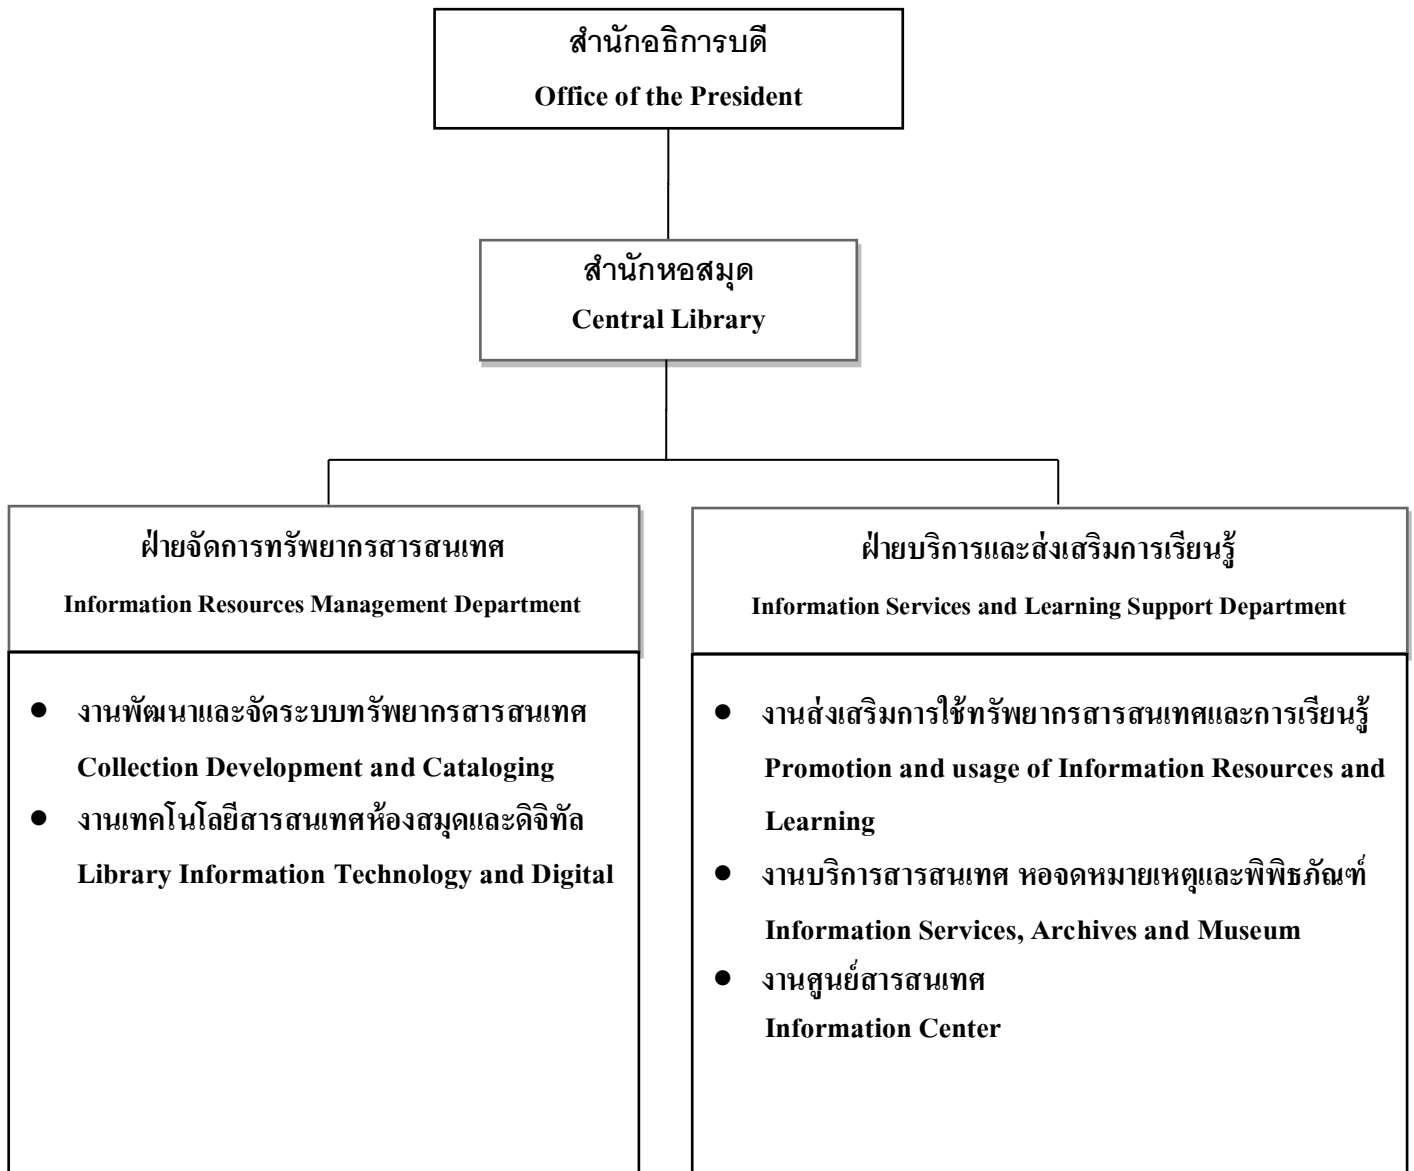 สำนักอธิการบดี
Office of the President
สำนักหอสมุด
Central Library
ฝ่ายจัดการทรัพยากรสารสนเทศ
Information Resources Management Department
● งานพัฒนาและจัดระบบทรัพยากรสารสนเทศ
Collection Development and Cataloging
● งานเทคโนโลยีสารสนเทศห้องสมุดและดิจิทัล
Library Information Technology and Digital
ฝ่ายบริการและส่งเสริมการเรียนรู้
Information Services and Learning Support Department
● งานส่งเสริมการใช้ทรัพยากรสารสนเทศและการเรียนรู้
Promotion and usage of Information Resources and
Learning
● งานบริการสารสนเทศ หอจดหมายเหตุและพิพิธภัณฑ์
Information Services, Archives and Museum
● งานศูนย์สารสนเทศ
Information Center